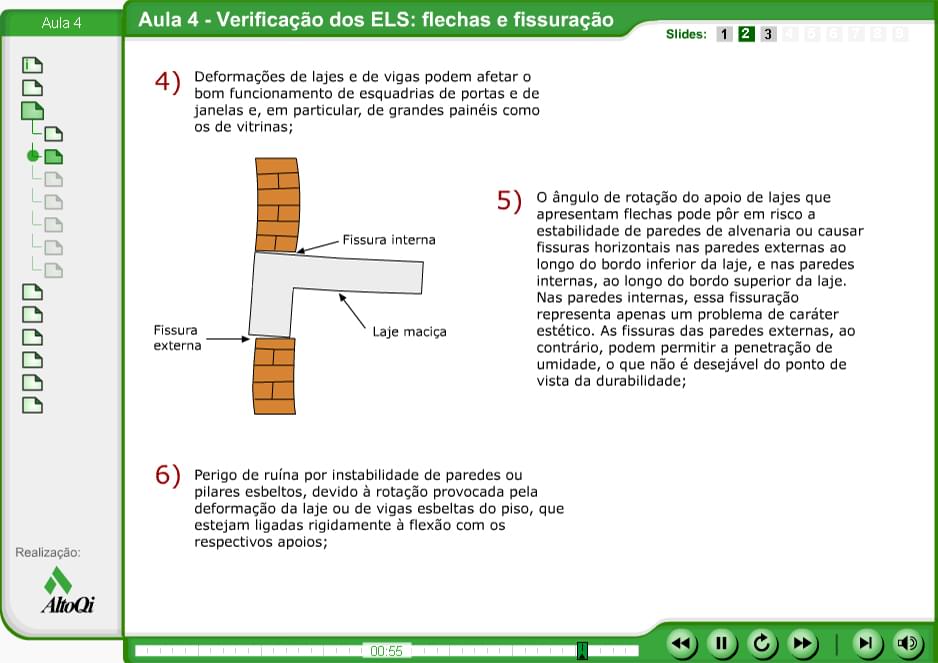 Aula 4
Aula 4 - Verificação dos ELS: flechas e fissuração
Slides: 1 2 3 4 5 6 7 8 9
4) Deformações de lajes e de vigas podem afetar o
bom funcionamento de esquadrias de portas e de
janelas e, em particular, de grandes painéis como
os de vitrinas;
Fissura interna
Laje maciça
Fissura
externa
5) O ângulo de rotação do apoio de lajes que
apresentam flechas pode pôr em risco a
estabilidade de paredes de alvenaria ou causar
fissuras horizontais nas paredes externas ao
longo do bordo inferior da laje, e nas paredes
internas, ao longo do bordo superior da laje.
Nas paredes internas, essa fissuração
representa apenas um problema de caráter
estético. As fissuras das paredes externas, ao
contrário, podem permitir a penetração de
umidade, o que não é desejável do ponto de
vista da durabilidade;
6) Perigo de ruína por instabilidade de paredes ou
pilares esbeltos, devido à rotação provocada pela
deformação da laje ou de vigas esbeltas do piso, que
estejam ligadas rigidamente à flexão com os
respectivos apoios;
Realização:
AltoQi
00:55